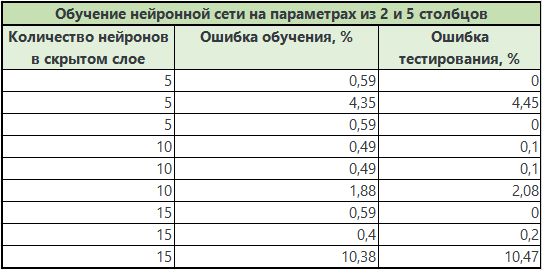 Обучение нейронной сети на параметрах из 2 и 5 столбцов
Количество нейронов в скрытом слое Ошибка обучения, % Ошибка тестирования, %
5 0,59 0
5 4,35 4,45
5 0,59 0
10 0,49 0,1
10 0,49 0,1
10 1,88 2,08
15 0,59 0
15 0,4 0,2
15 10,38 10,47